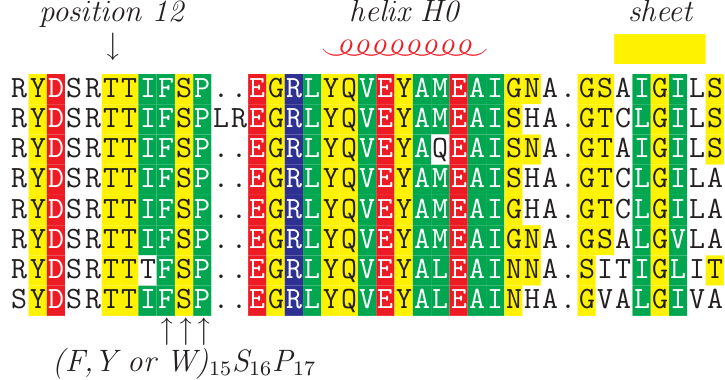 position 12 helix H0 sheet
RYDSRTTIFSP..EGRLYQVEYAMEAIGNA.GSAIGILS
RYDSRTTIFSPLREGRLYQVEYAMEAISHA.GTCLGILS
RYDSRTTIFSP..EGRLYQVEYAQEAISNA.GTAIGILS
RYDSRTTIFSP..EGRLYQVEYAMEAISHA.GTCLGILA
RYDSRTTIFSP..EGRLYQVEYAMEAIGHA.GTCLGILA
RYDSRTTIFSP..EGRLYQVEYAMEAIGNA.GSALGVLA
RYDSRTTTFSP..EGRLYQVEYALEAINNA.SITIGLIT
SYDSRTTIFSP..EGRLYQVEYALEAINHA.GVALGIVA
(F,Y or W)₁₅S₁₆P₁₇